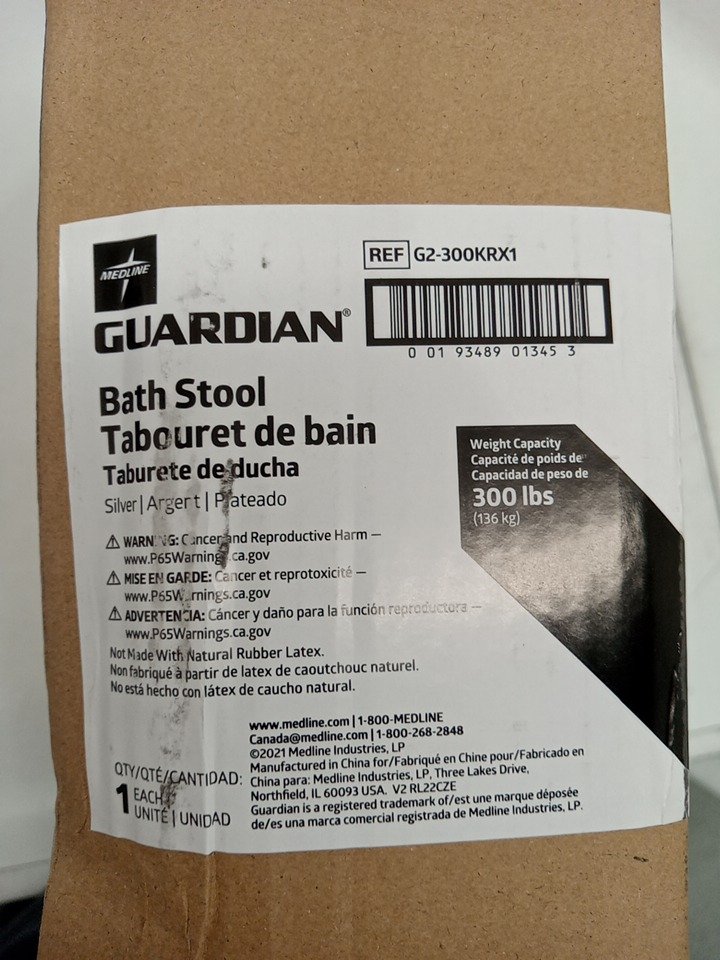 MEDLINE
GUARDIAN®
REF G2-300KRX1
0 01 93489 01345 3
Bath Stool
Tabouret de bain
Taburete de ducha
Silver | Argert | Plateado
Weight Capacity
Capacité de poids de
Capacidad de peso de
300 lbs
(136 kg)
⚠ WARNING: Cancer and Reproductive Harm —
www.P65Warnings.ca.gov
⚠ MISE EN GARDE: Cancer et reprotoxicité —
www.P65Warnings.ca.gov
⚠ ADVERTENCIA: Cáncer y daño para la función reproductora —
www.P65Warnings.ca.gov
Not Made With Natural Rubber Latex.
Non fabriqué à partir de latex de caoutchouc naturel.
No está hecho con látex de caucho natural.
www.medline.com | 1-800-MEDLINE
Canada@medline.com | 1-800-268-2848
©2021 Medline Industries, LP
Manufactured in China for/Fabriqué en Chine pour/Fabricado en
China para: Medline Industries, LP, Three Lakes Drive,
Northfield, IL 60093 USA. V2 RL22CZE
Guardian is a registered trademark of/est une marque déposée
de/es una marca comercial registrada de Medline Industries, LP.
QTY/QTÉ/CANTIDAD:
1 EACH
UNITÉ | UNIDAD